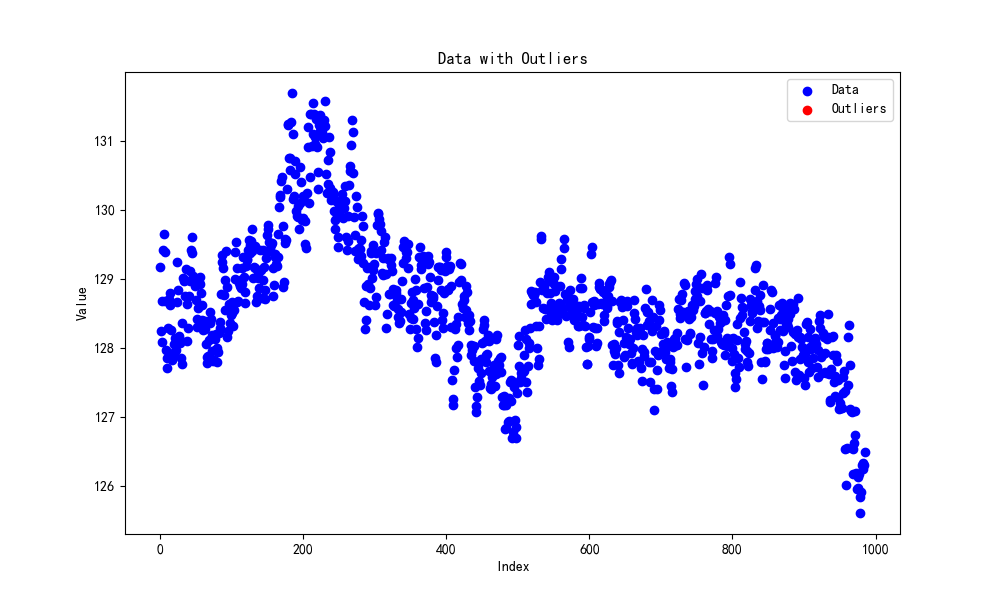 Data with Outliers
Data
Outliers
131
130
129
128
127
126
Value
0 200 400 600 800 1000
Index